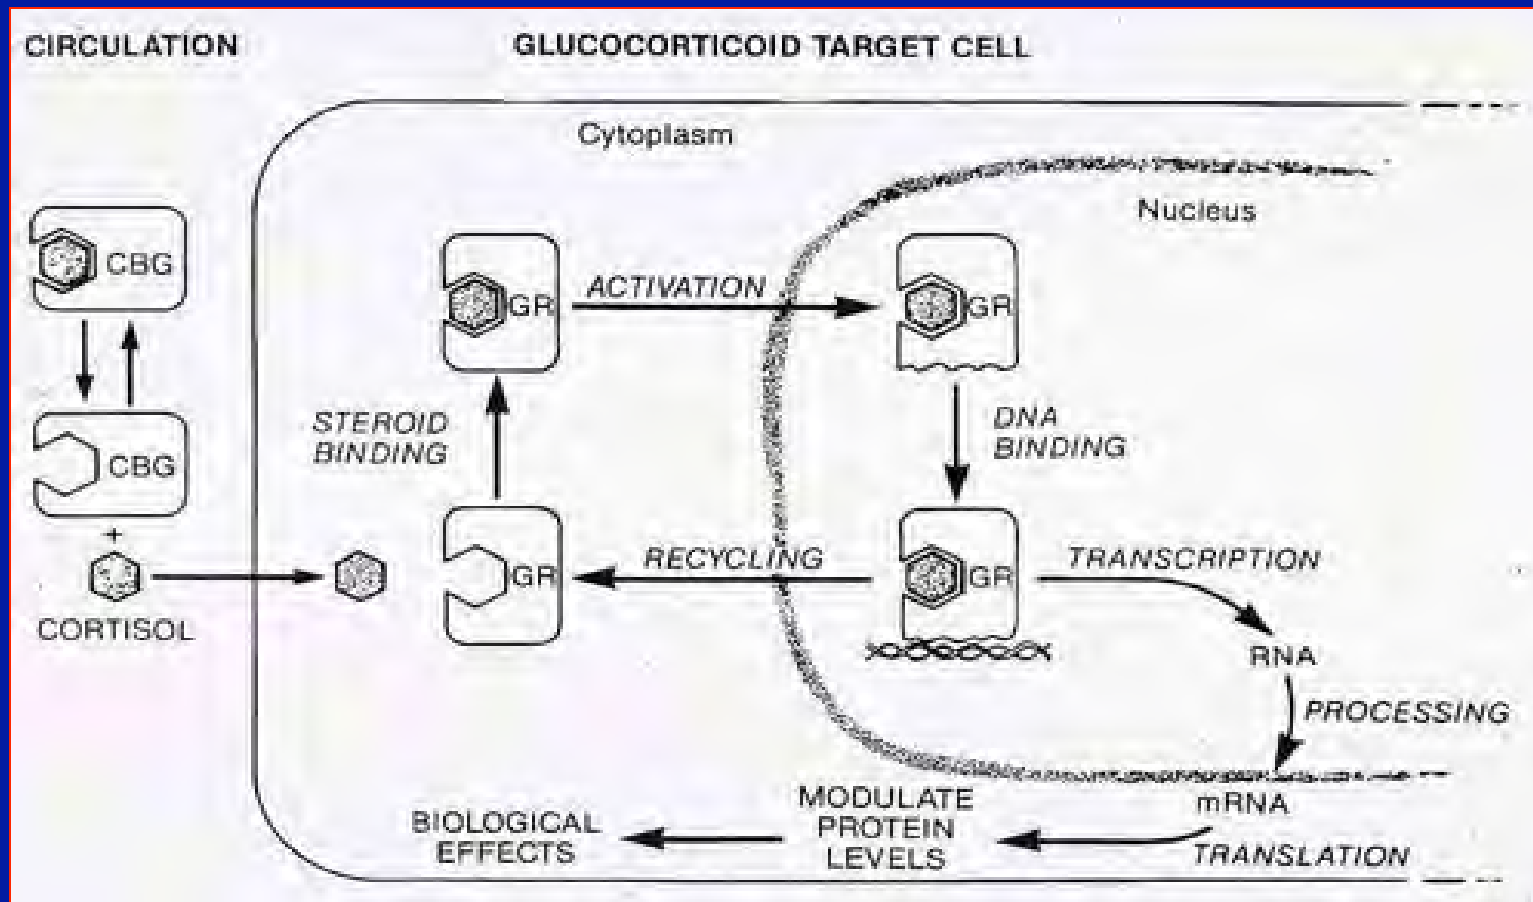 CIRCULATION
GLUCOCORTICOID TARGET CELL
Cytoplasm
Nucleus
CBG
GR
ACTIVATION
GR
STEROID
BINDING
DNA
BINDING
CBG
+
CORTISOL
GR
RECYCLING
GR
TRANSCRIPTION
RNA
PROCESSING
mRNA
TRANSLATION
MODULATE
PROTEIN
LEVELS
BIOLOGICAL
EFFECTS